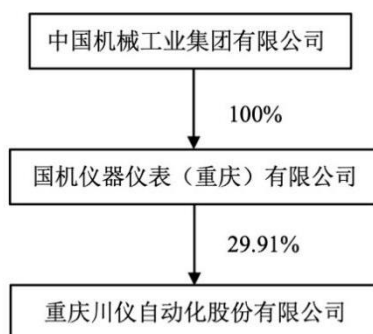 中国机械工业集团有限公司
100%
国机仪器仪表（重庆）有限公司
29.91%
重庆川仪自动化股份有限公司